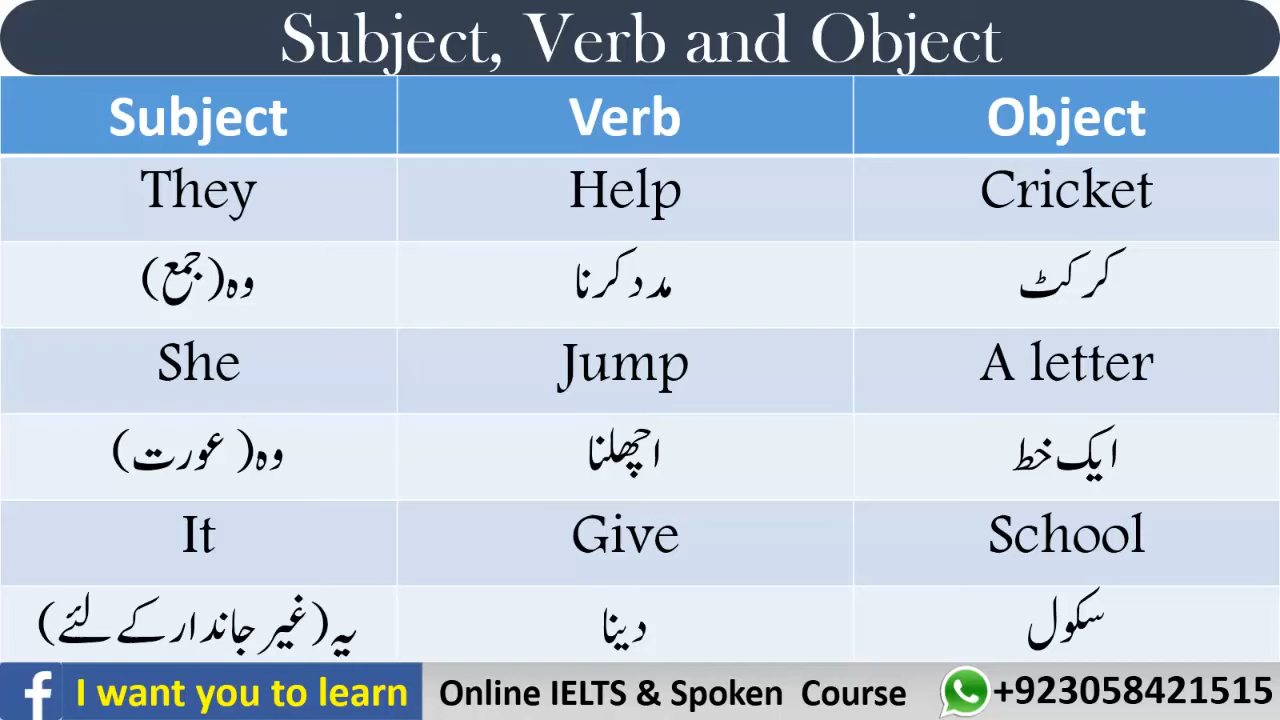 Subject, Verb and Object
Subject Verb Object
They Help Cricket
وہ(جمع) مدد کرنا کرکٹ
She Jump A letter
وہ( عورت) اچھلنا ایک خط
It Give School
یہ(غیر جاندار کے لئے) دینا سکول
f I want you to learn Online IELTS & Spoken Course +923058421515